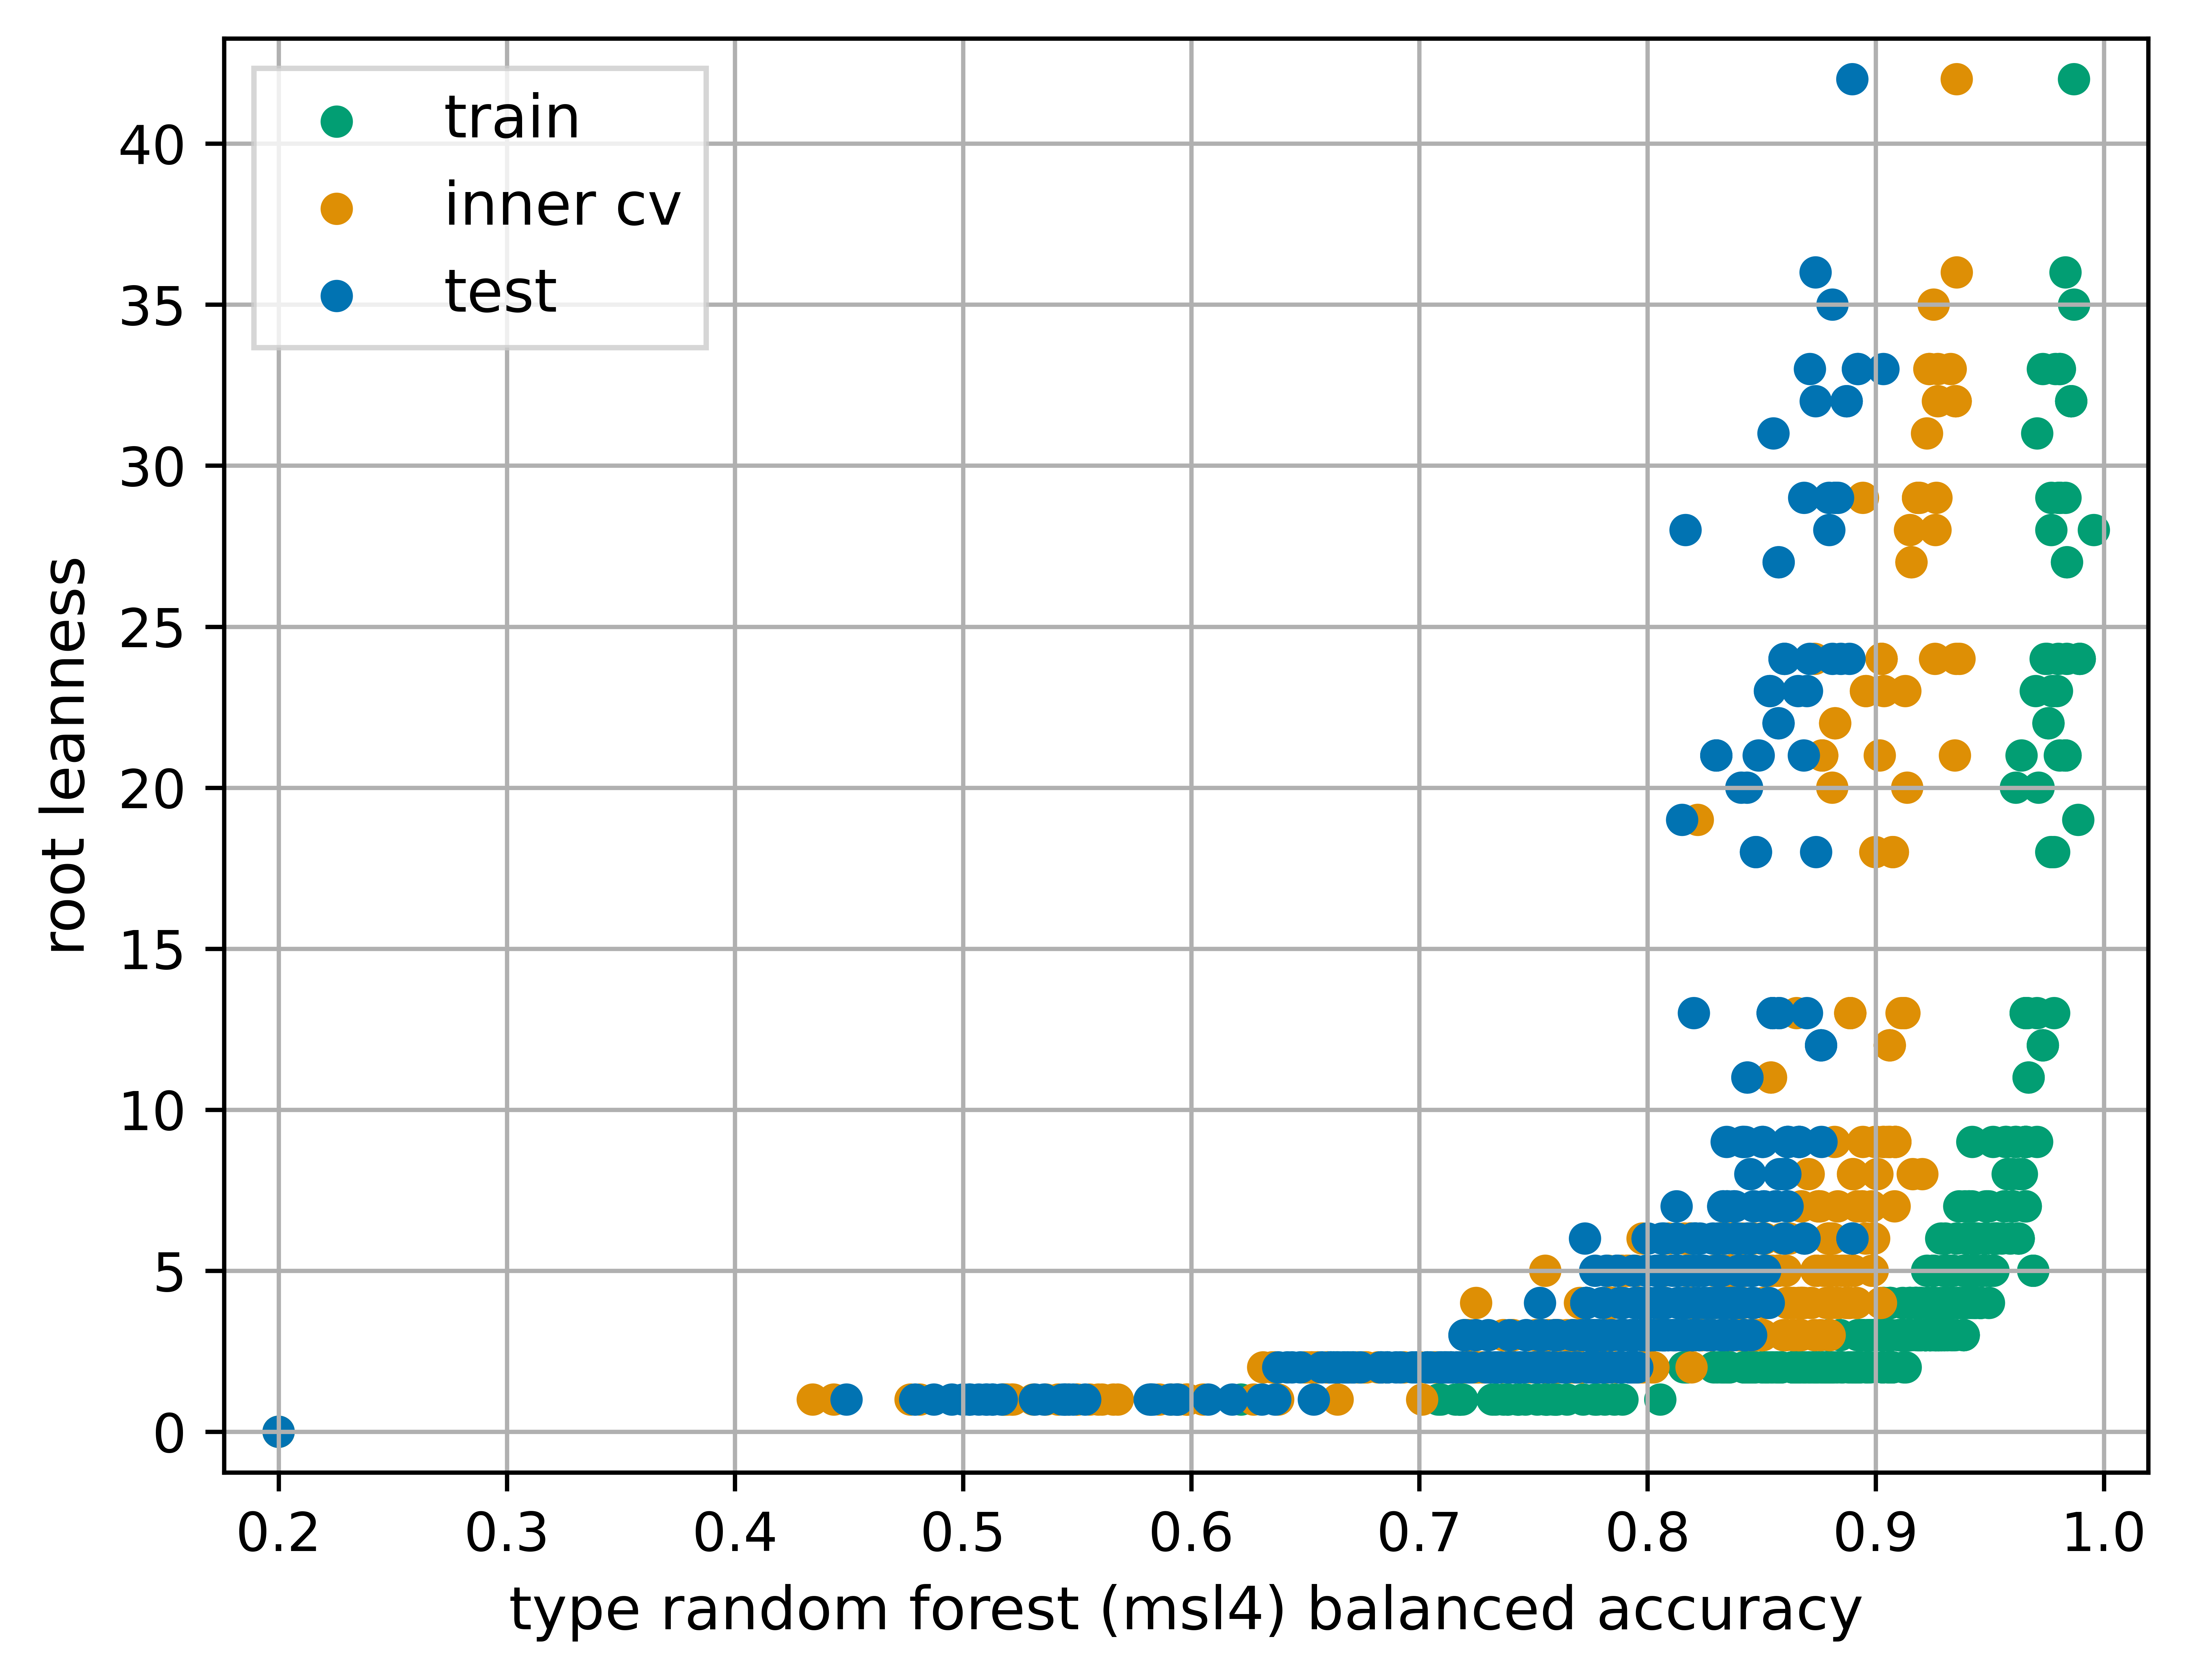 train
inner cv
test
40
35
30
25
20
15
10
5
0
root leanness
0.2 0.3 0.4 0.5 0.6 0.7 0.8 0.9 1.0
type random forest (msl4) balanced accuracy